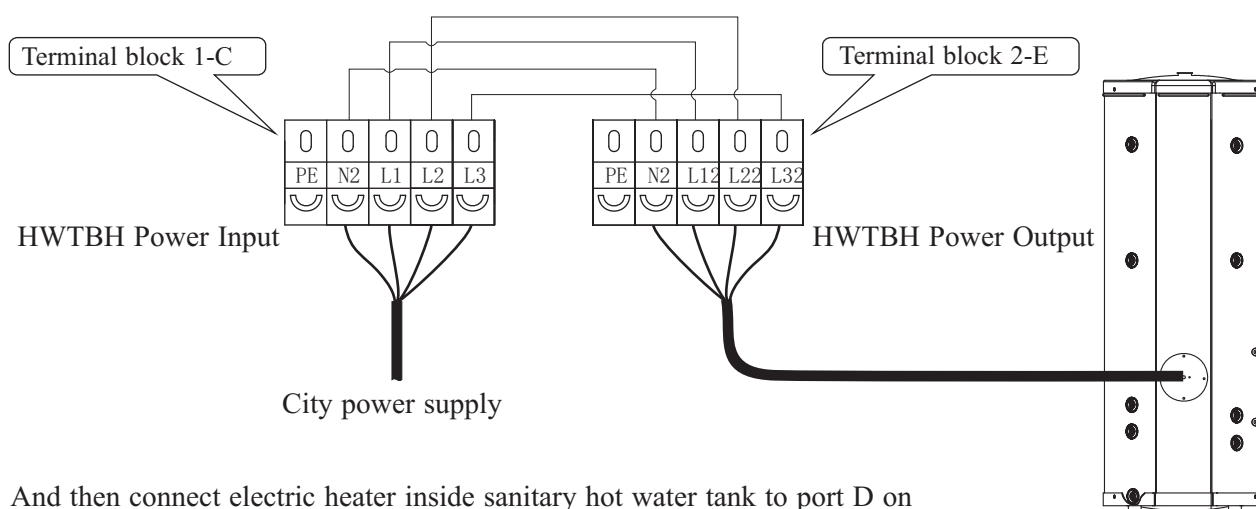 Terminal block 1-C
Terminal block 2-E
PE N2 L1 L2 L3
PE N2 L12 L22 L32
HWTBH Power Input
HWTBH Power Output
City power supply
And then connect electric heater inside sanitary hot water tank to port D on